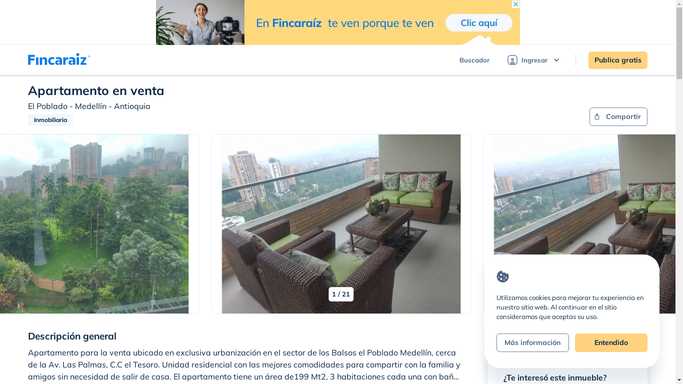 En Fincaraíz te ven porque te ven
Clic aquí
Fincaraiz
Buscador
Ingresar
Publica gratis
Apartamento en venta
El Poblado - Medellín - Antioquia
Inmobiliaria
Compartir
1 / 21
Utilizamos cookies para mejorar tu experiencia en
nuestro sitio web. Al continuar en el sitio
consideramos que aceptas su uso.
Más información
Entendido
Descripción general
Apartamento para la venta ubicado en exclusiva urbanización en el sector de los Balsos el Poblado Medellín, cerca
de la Av. Las Palmas, C.C el Tesoro. Unidad residencial con las mejores comodidades para compartir con la familia y
amigos sin necesidad de salir de casa. El apartamento tiene un área de199 Mt2, 3 habitaciones cada una con bañ...
¿Te interesó este inmueble?